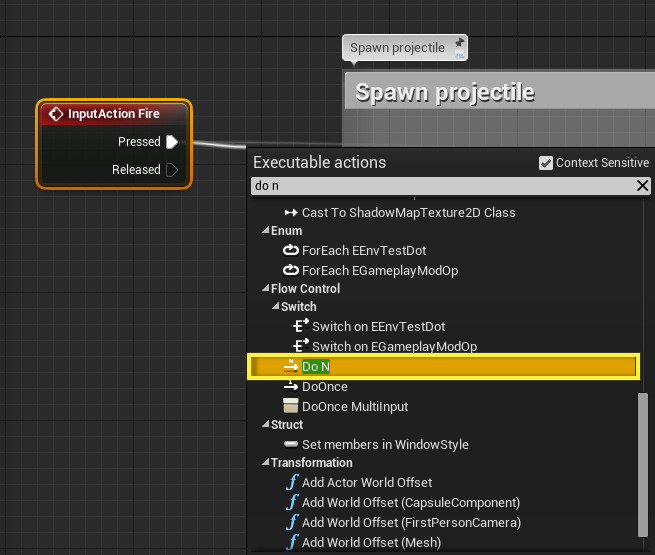 Spawn projectile
Spawn projectile
InputAction Fire
Pressed
Released
Executable actions
Context Sensitive
do n
Cast To ShadowMapTexture2D Class
Enum
ForEach EEnvTestDot
ForEach EGameplayModOp
Flow Control
Switch
Switch on EEnvTestDot
Switch on EGameplayModOp
N
Do N
1
DoOnce
DoOnce MultiInput
Struct
Set members in WindowStyle
Transformation
f Add Actor World Offset
f Add World Offset (CapsuleComponent)
f Add World Offset (FirstPersonCamera)
f Add World Offset (Mesh)